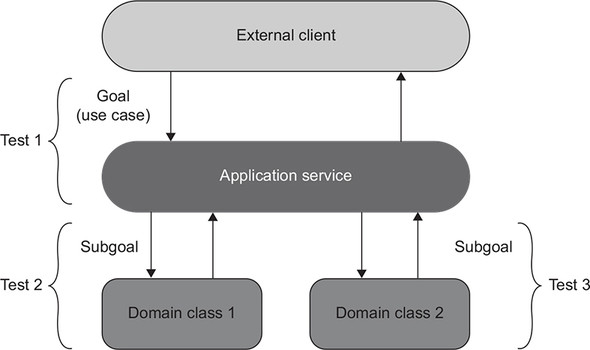 External client
Goal
(use case)
Test 1
Application service
Subgoal
Subgoal
Test 2
Domain class 1
Domain class 2
Test 3